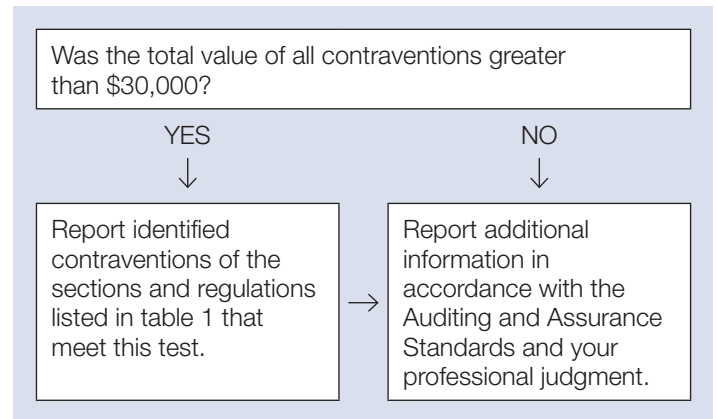 Was the total value of all contraventions greater
than $30,000?
YES
NO
Report identified
contraventions of the
sections and regulations
listed in table 1 that
meet this test.
Report additional
information in
accordance with the
Auditing and Assurance
Standards and your
professional judgment.